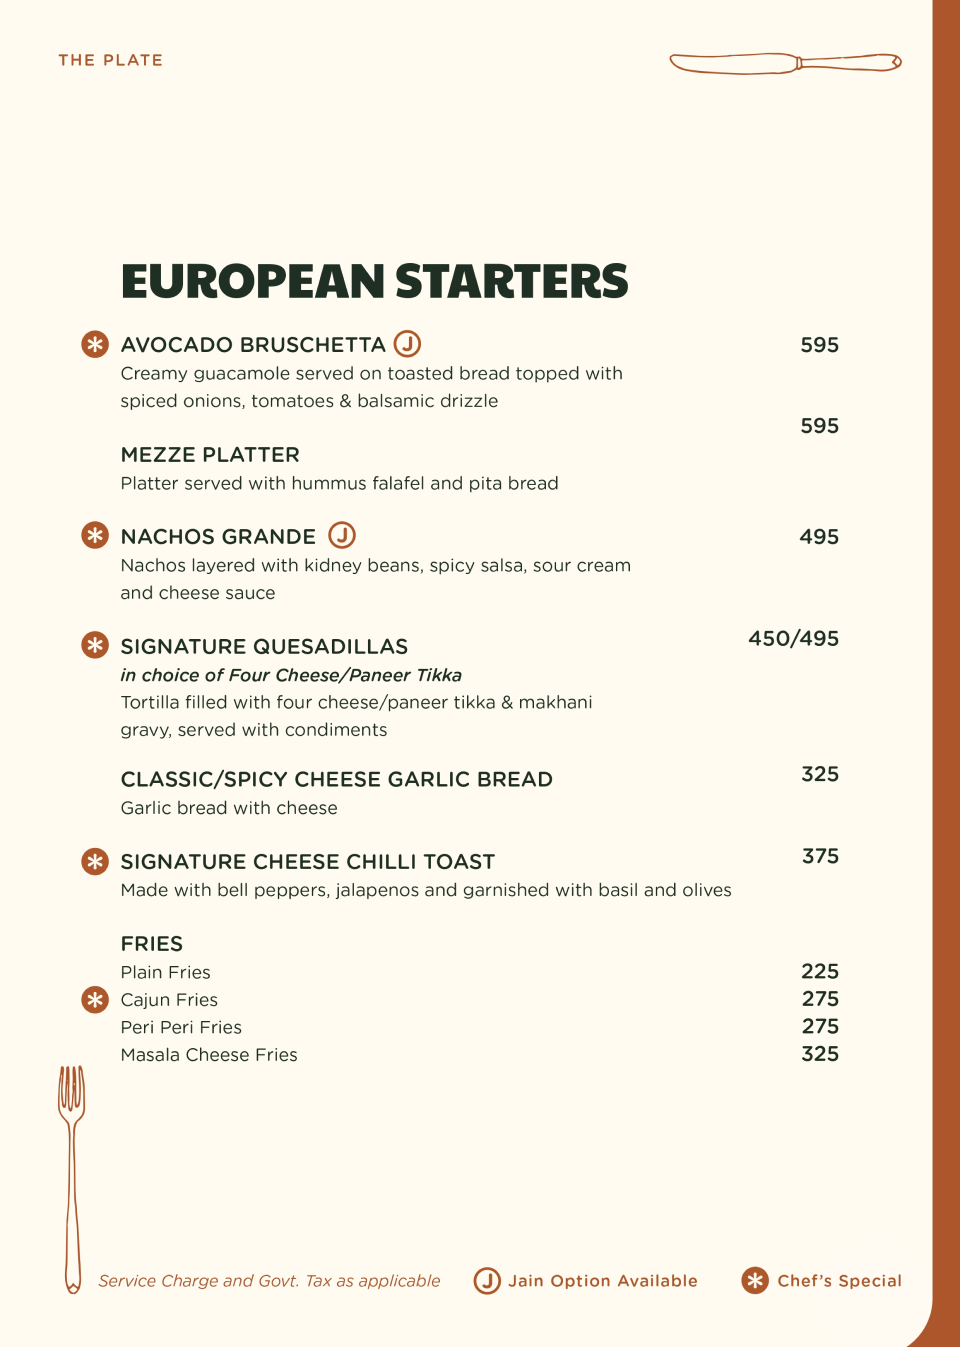 THE PLATE
EUROPEAN STARTERS
AVOCADO BRUSCHETTA J 595
Creamy guacamole served on toasted bread topped with
spiced onions, tomatoes & balsamic drizzle
595
MEZZE PLATTER
Platter served with hummus falafel and pita bread
NACHOS GRANDE J 495
Nachos layered with kidney beans, spicy salsa, sour cream
and cheese sauce
SIGNATURE QUESADILLAS 450/495
in choice of Four Cheese/Paneer Tikka
Tortilla filled with four cheese/paneer tikka & makhani
gravy, served with condiments
CLASSIC/SPICY CHEESE GARLIC BREAD 325
Garlic bread with cheese
SIGNATURE CHEESE CHILLI TOAST 375
Made with bell peppers, jalapenos and garnished with basil and olives
FRIES
Plain Fries 225
Cajun Fries 275
Peri Peri Fries 275
Masala Cheese Fries 325
Service Charge and Govt. Tax as applicable J Jain Option Available Chef's Special